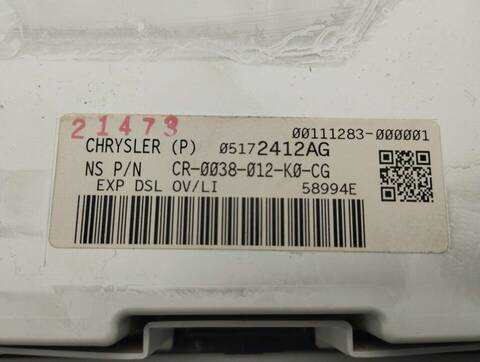 21473
00111283-000001
CHRYSLER (P) 05172412AG
NS P/N CR-0038-012-K0-CG
EXP DSL OV/LI 58994E